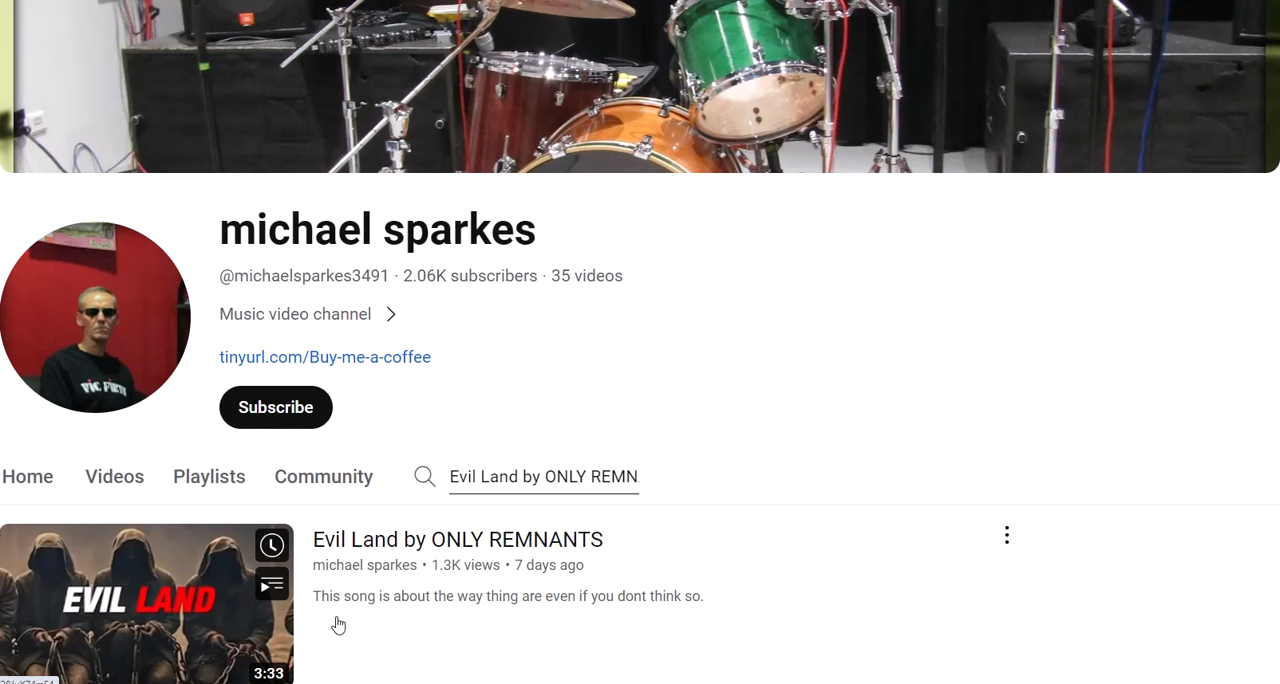 JBL
michael sparkes
@michaelsparkes3491 · 2.06K subscribers · 35 videos
Music video channel
tinyurl.com/Buy-me-a-coffee
VIC FIRTH
Subscribe
Home Videos Playlists Community Evil Land by ONLY REMN
EVIL LAND
3:33
Evil Land by ONLY REMNANTS
michael sparkes • 1.3K views • 7 days ago
This song is about the way thing are even if you dont think so.